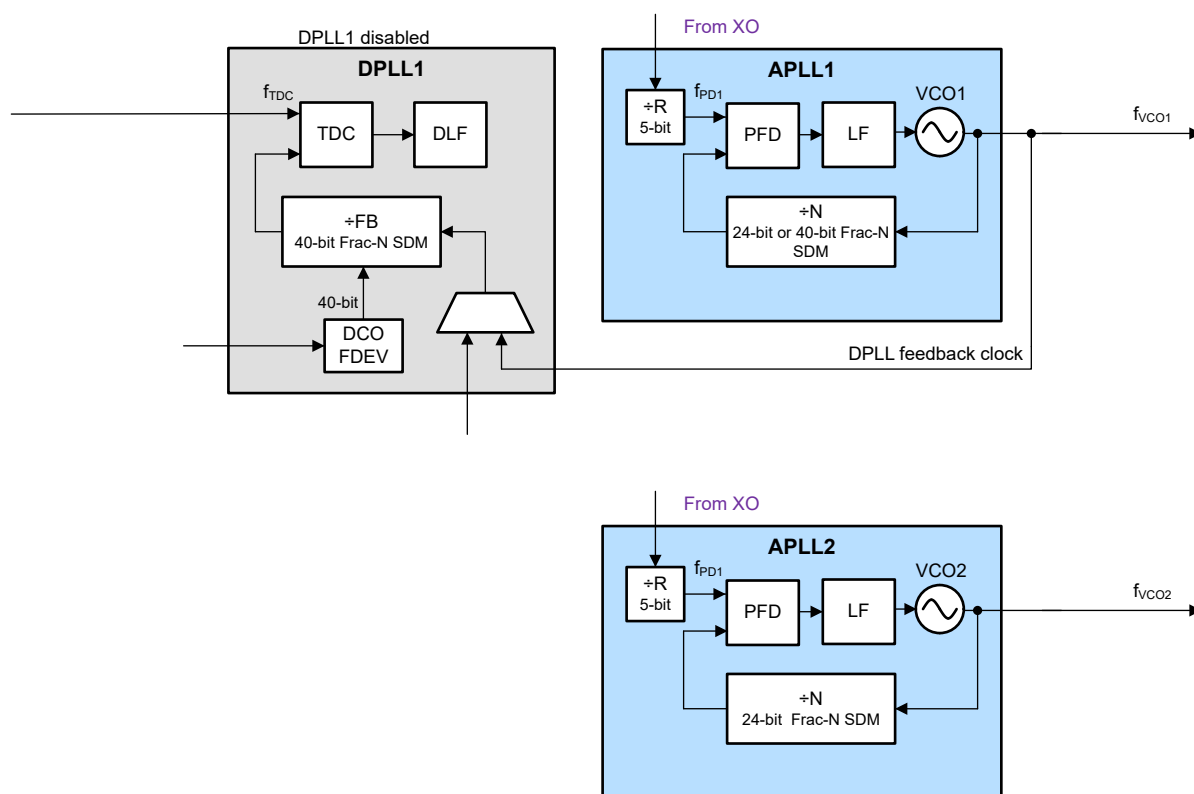 DPLL1 disabled
DPLL1
fTDC
TDC
DLF
÷FB
40-bit Frac-N SDM
40-bit
DCO
FDEV
From XO
APLL1
÷R
5-bit
fPD1
PFD
LF
VCO1
fVCO1
÷N
24-bit or 40-bit Frac-N
SDM
DPLL feedback clock
From XO
APLL2
÷R
5-bit
fPD1
PFD
LF
VCO2
fVCO2
÷N
24-bit Frac-N SDM